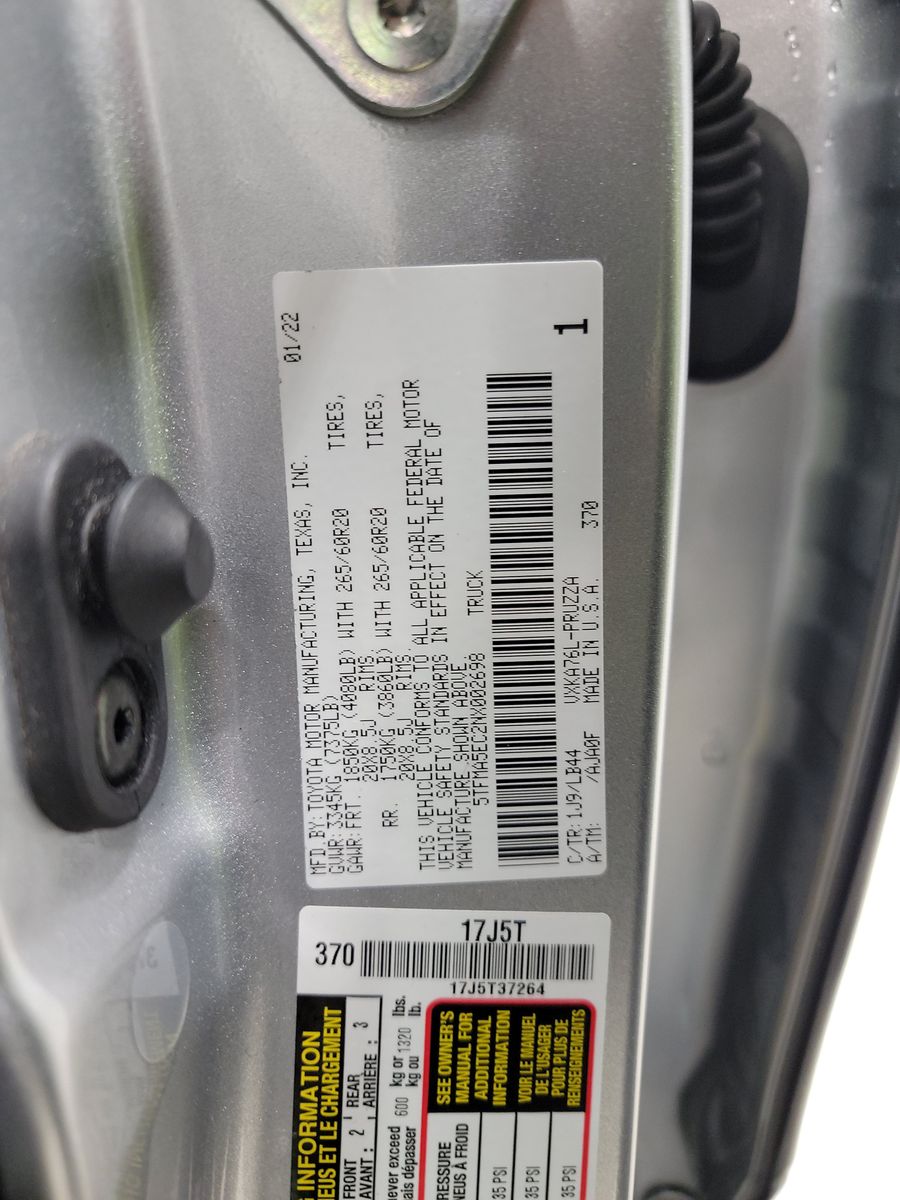 01/22
MFD.BY:TOYOTA MOTOR MANUFACTURING, TEXAS, INC.
GVWR:3345KG (7375LB)
GAWR:FRT. 1850KG (4080LB) WITH 265/60R20 TIRES,
20X8.5J RIMS.
RR. 1750KG (3860LB) WITH 265/60R20 TIRES,
20X8.5J RIMS.
THIS VEHICLE CONFORMS TO ALL APPLICABLE FEDERAL MOTOR
VEHICLE SAFETY STANDARDS IN EFFECT ON THE DATE OF
MANUFACTURE SHOWN ABOVE.
5TFMA5EC2NX002698 TRUCK
1
C/TR:1J9/LB44 VXKA76L-PRUZZA 370
A/TM: /AJA0F MADE IN U.S.A.
17J5T
370
17J5T37264
INFORMATION
ET LE CHARGEMENT
FRONT 2 REAR 3
AVANT : ARRIÈRE :
never exceed 600 kg or 1320 lbs.
dépasser kg ou lb.
SEE OWNER'S
MANUAL FOR
ADDITIONAL
INFORMATION
VOIR LE MANUEL
DE L'USAGER
POUR PLUS DE
RENSEIGNEMENTS
À FROID
35 PSI
35 PSI
35 PSI